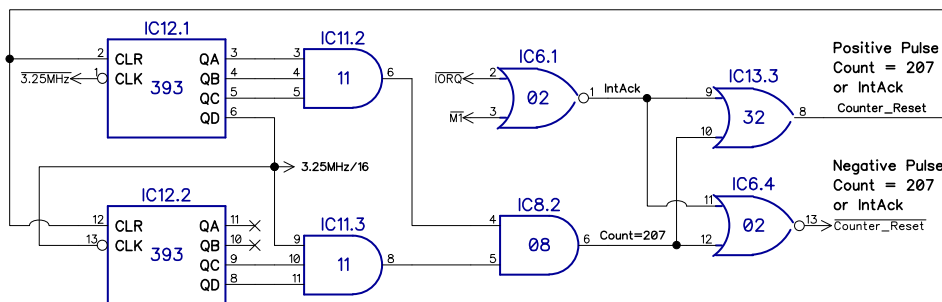 IC12.1
2 CLR QA 3
3.25MHz 1 CLK QB 4
393 QC 5
QD 6
IC11.2
3
4 11 6
5
IC6.1
IORQ 2
02 1 IntAck
M1 3
IC13.3
9
32 8
10
Positive Pulse
Count = 207
or IntAck
Counter_Reset
3.25MHz/16
IC12.2
12 CLR QA 11
13 CLK QB 10
393 QC 9
QD 8
IC11.3
9
10 11 8
11
IC8.2
4
08 6 Count=207
5
IC6.4
11
02 13
12
Negative Pulse
Count = 207
or IntAck
Counter_Reset